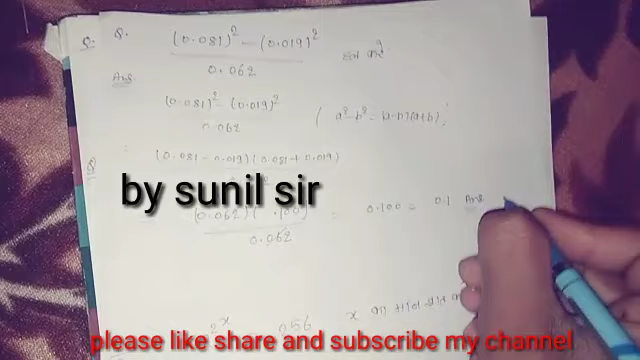 Q. (0.081)² - (0.019)² हल करे
0.062
Ans
(0.081)² - (0.019)² ( a² - b² = (a-b)(a+b)
0.062
Q (0.081 - 0.019)(0.081 + 0.019)
by sunil sir
(0.062)( .100) = 0.100 = 0.1 Ans
0.062
2ˣ x का मान
please like share and subscribe my channel